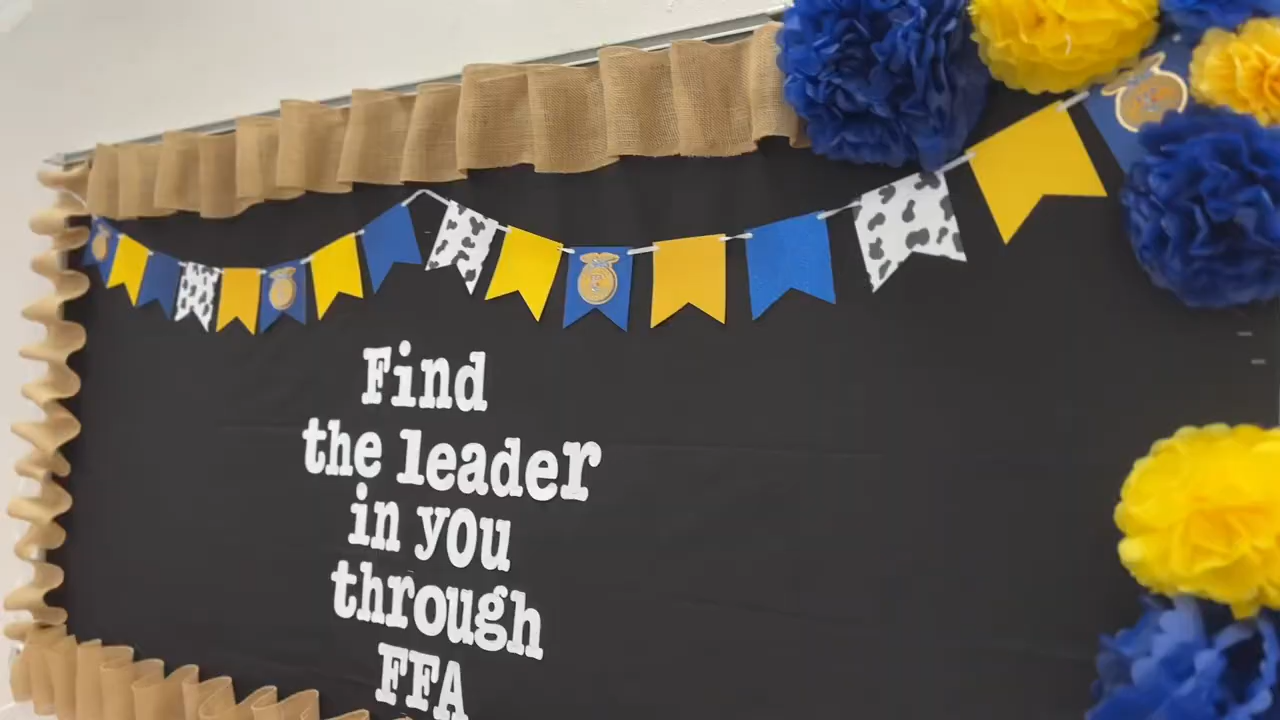 Find
the leader
in you
through
FFA